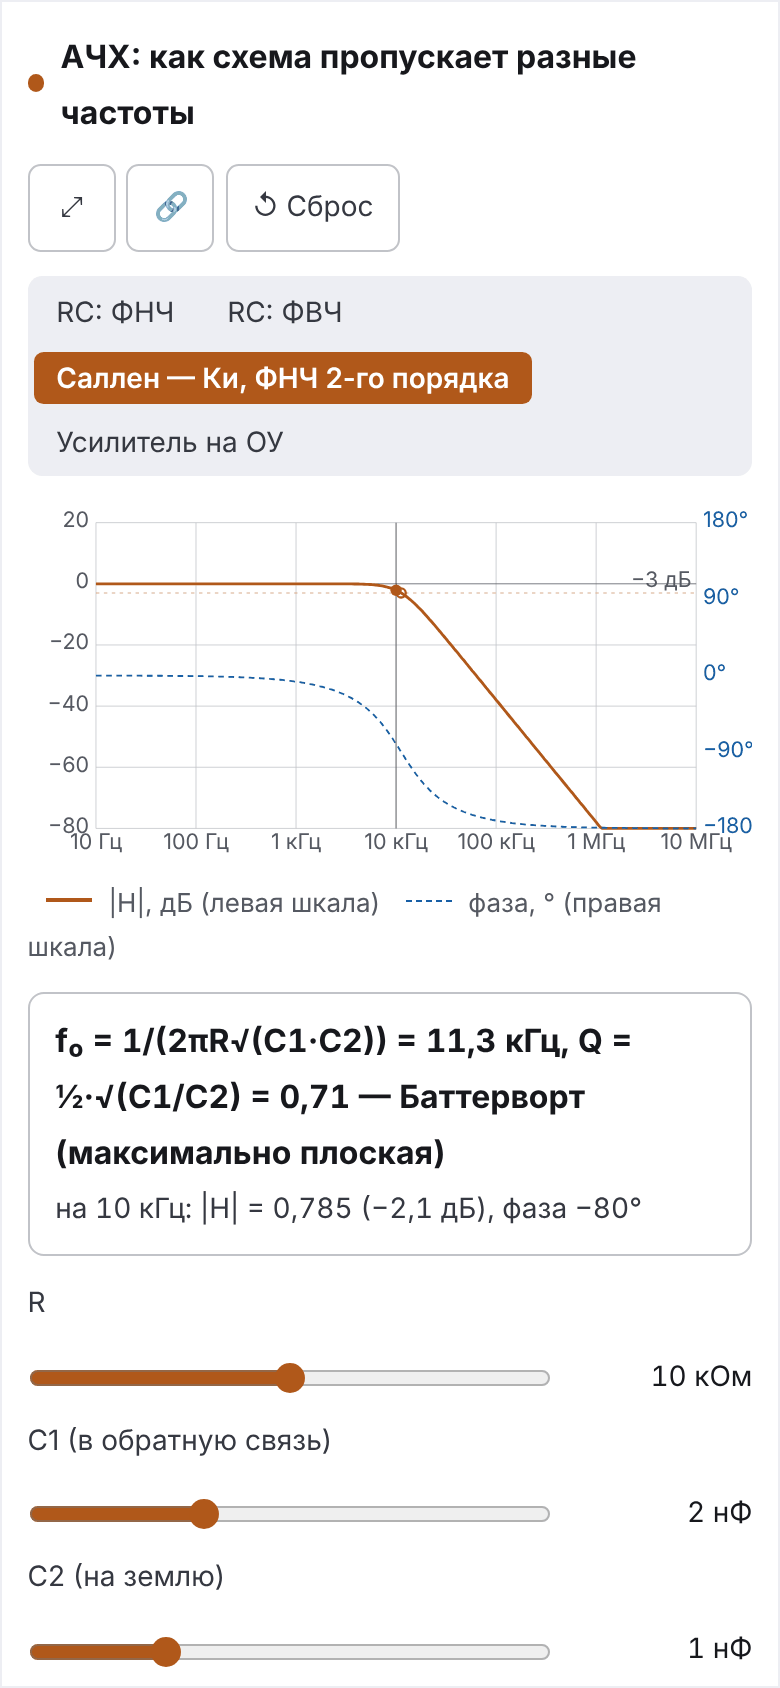 АЧХ: как схема пропускает разные
частоты
⤢ 🔗 ↺ Сброс
RC: ФНЧ RC: ФВЧ
Саллен — Ки, ФНЧ 2-го порядка
Усилитель на ОУ
20 180°
0 −3 дБ 90°
−20 0°
−40
−60 −90°
−80 −180
10 Гц 100 Гц 1 кГц 10 кГц 100 кГц 1 МГц 10 МГц
|H|, дБ (левая шкала) фаза, ° (правая
шкала)
f₀ = 1/(2πR√(C1·C2)) = 11,3 кГц, Q =
½·√(C1/C2) = 0,71 — Баттерворт
(максимально плоская)
на 10 кГц: |H| = 0,785 (−2,1 дБ), фаза −80°
R
10 кОм
C1 (в обратную связь)
2 нФ
C2 (на землю)
1 нФ